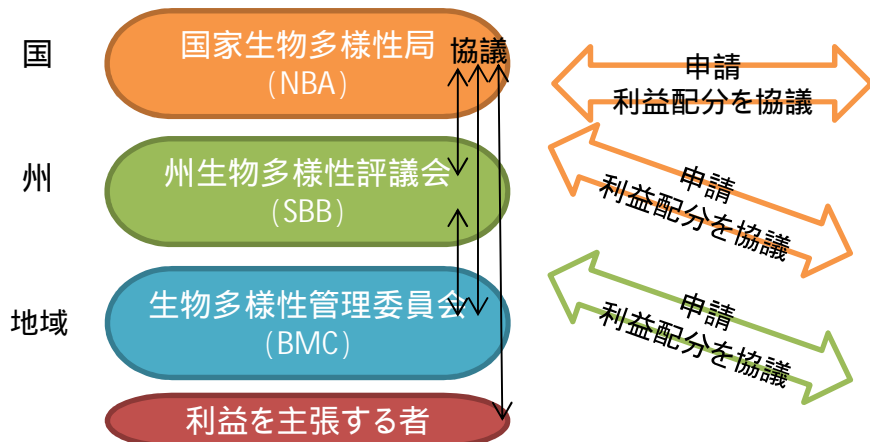 国
国家生物多様性局
(NBA)
協議
申請
利益配分を協議
州
州生物多様性評議会
(SBB)
申請
利益配分を協議
地域
生物多様性管理委員会
(BMC)
申請
利益配分を協議
利益を主張する者